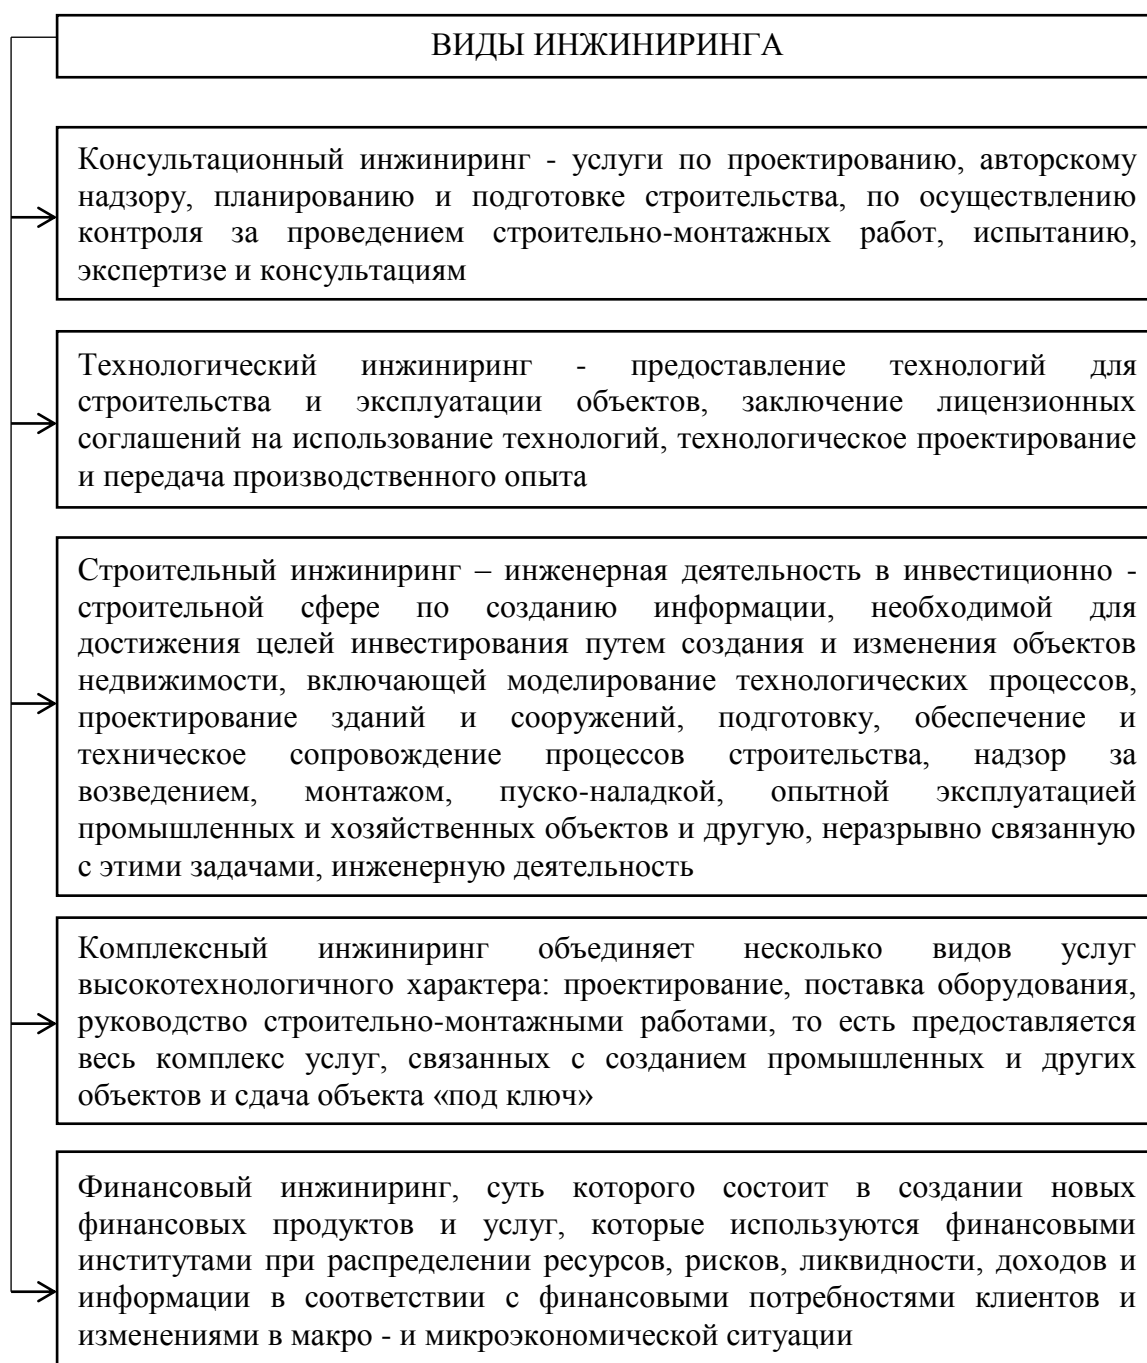 ВИДЫ ИНЖИНИРИНГА
Консультационный инжиниринг - услуги по проектированию, авторскому
надзору, планированию и подготовке строительства, по осуществлению
контроля за проведением строительно-монтажных работ, испытанию,
экспертизе и консультациям
Технологический инжиниринг - предоставление технологий для
строительства и эксплуатации объектов, заключение лицензионных
соглашений на использование технологий, технологическое проектирование
и передача производственного опыта
Строительный инжиниринг – инженерная деятельность в инвестиционно -
строительной сфере по созданию информации, необходимой для
достижения целей инвестирования путем создания и изменения объектов
недвижимости, включающей моделирование технологических процессов,
проектирование зданий и сооружений, подготовку, обеспечение и
техническое сопровождение процессов строительства, надзор за
возведением, монтажом, пуско-наладкой, опытной эксплуатацией
промышленных и хозяйственных объектов и другую, неразрывно связанную
с этими задачами, инженерную деятельность
Комплексный инжиниринг объединяет несколько видов услуг
высокотехнологичного характера: проектирование, поставка оборудования,
руководство строительно-монтажными работами, то есть предоставляется
весь комплекс услуг, связанных с созданием промышленных и других
объектов и сдача объекта «под ключ»
Финансовый инжиниринг, суть которого состоит в создании новых
финансовых продуктов и услуг, которые используются финансовыми
институтами при распределении ресурсов, рисков, ликвидности, доходов и
информации в соответствии с финансовыми потребностями клиентов и
изменениями в макро - и микроэкономической ситуации